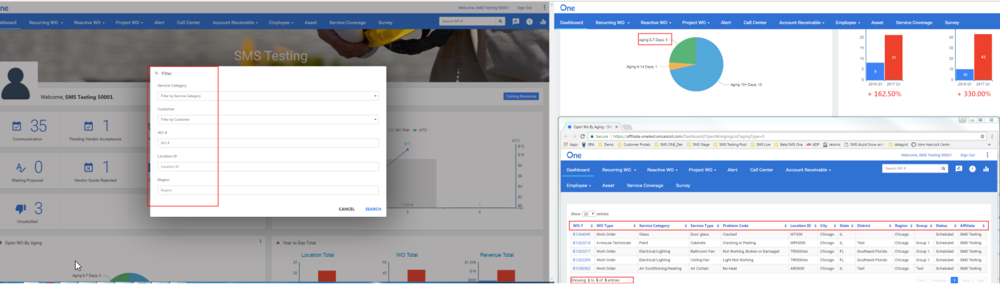 ne
Welcome, SMS Testing 50001.
Sign Out
shboard
Recurring WO
Reactive WO
Project WO
Alert
Call Center
Account Receivable
Employee
Asset
Service Coverage
Survey
Search WO #
SMS Testing
Welcome, SMS Testing 50001.
Training Resources
35
Communication
1
Pending Vendor Acceptance
0
Waiting Proposal
1
Vendor Quote Rejected
3
Unsatisfied
Filter
Service Category
Filter by Service Category
Customer
Filter by Customer
WO #
WO #
Location ID
Location ID
Region
Region
CANCEL
SEARCH
WO Total
MTD
MTD
$11
$12
$10
$8
$6
$4
$2
$0
Day
1.531K
1
5
9
Open WO By Aging
Aging 0-7 Days, 5
Year to Day Total
Location Total
WO Total
Revenue Total
25
20
50
40
$1.20K
$1K
$800
One
Dashboard
Recurring WO
Reactive WO
Project WO
Alert
Call Center
Account Receivable
Employee
Asset
Service Coverage
Survey
Aging 0-7 Days, 5
Aging 8-14 Days, 1
Aging 15+ Days, 15
20
15
10
5
0
8
21
2016 Q1
2017 Q1
+ 162.50%
40
30
20
10
0
10
43
2016 Q1
2017 Q1
+ 330.00%
Open Wo By Aging - SM
Secure
https://affiliate-onetest.smsassist.com/Dashboard/OpenWoAgingList?agingType=0
Apps
JIRA
Demo
Customer Protals
SMS ONE_Dev
SMS Stage
SMS Testing Pool
SMS Live
Beta SMS One
ADP
Jenkins
SMS Assist Snow and
datagrid
John Hancock Center
One
Welcome, SMS Testing 50001.
Sign Out
Dashboard
Recurring WO
Reactive WO
Project WO
Alert
Call Center
Account Receivable
Search WO #
Employee
Asset
Service Coverage
Survey
Show 20 entries
WO # WO Type Service Category Service Type Problem Code Location ID City State District Region Group Status Affiliate
B1264049 Work Order Glass Door glass Cracked WT000 Chicago IL Chicago Scheduled SMS Testing
B1262218 In-House Technician Paint Cabinets Cracking or Peeling WPH000 Chicago IL Test Chicago Group 1 Scheduled SMS Testing
B1262217 Work Order Electrical/Lighting Bathroom Fan Not Working, Broken or Damaged TRI000res Chicago FL Southeast Florida Chicago Group 1 Scheduled SMS Testing
B1262209 Work Order Electrical/Lighting Ceiling Fan Light Not Working TRI000res Chicago FL Southeast Florida Chicago Group 1 Scheduled SMS Testing
B1250302 Work Order Air Conditioning/Heating Air Curtain No Heat AR0000 Chicago IL Test Chicago Test Scheduled SMS Testing
Showing 1 to 5 of 5 entries
First Previous 1 Next Last